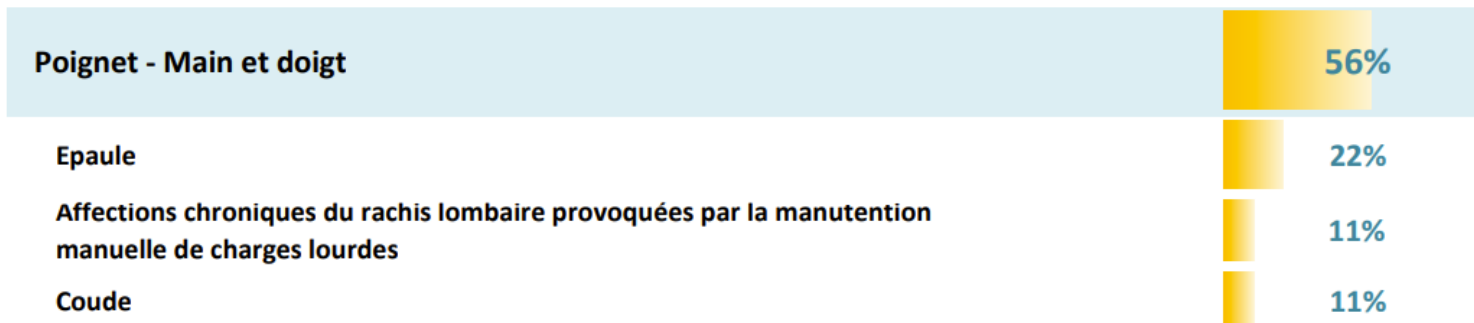 Poignet - Main et doigt 56%
Epaule 22%
Affections chroniques du rachis lombaire provoquées par la manutention
manuelle de charges lourdes 11%
Coude 11%